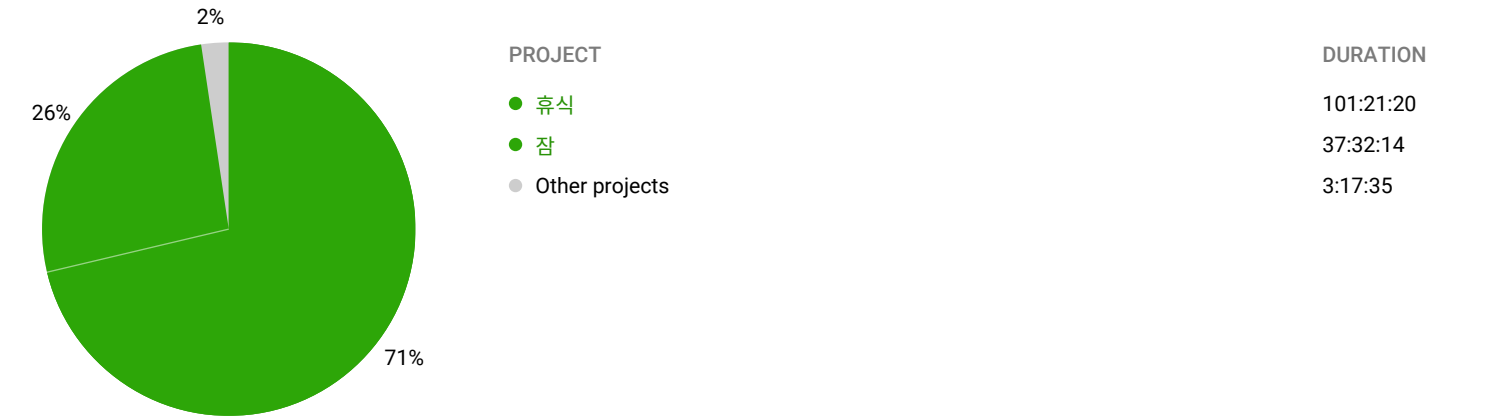 2%
26%
71%
PROJECT DURATION
휴식 101:21:20
잠 37:32:14
Other projects 3:17:35